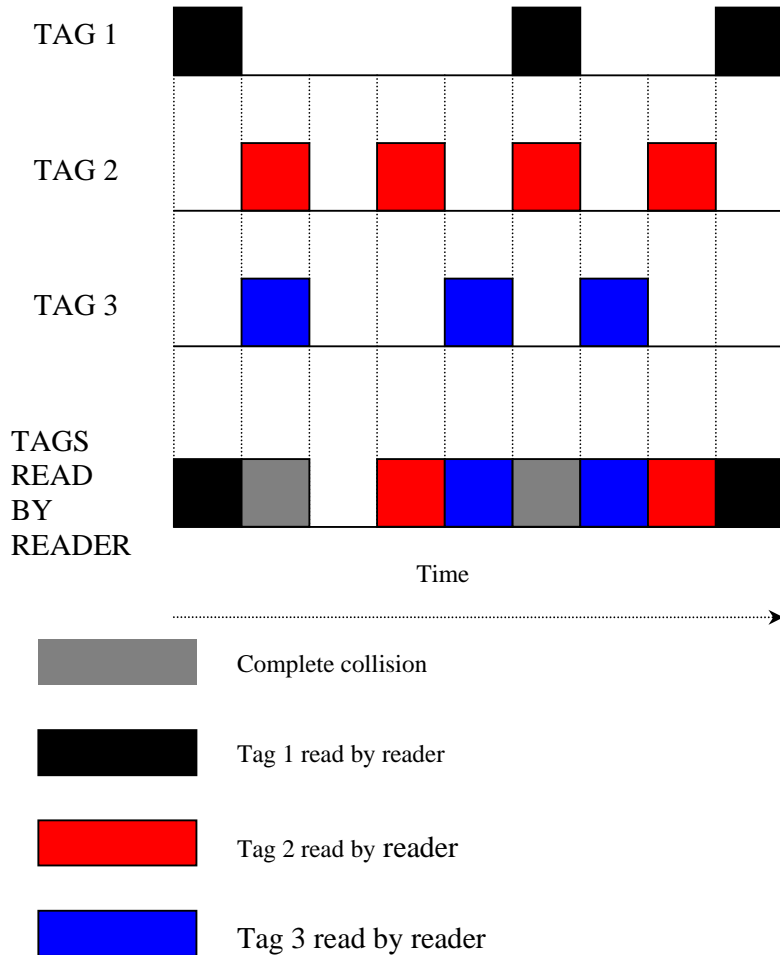 TAG 1
TAG 2
TAG 3
TAGS
READ
BY
READER
Time
Complete collision
Tag 1 read by reader
Tag 2 read by reader
Tag 3 read by reader